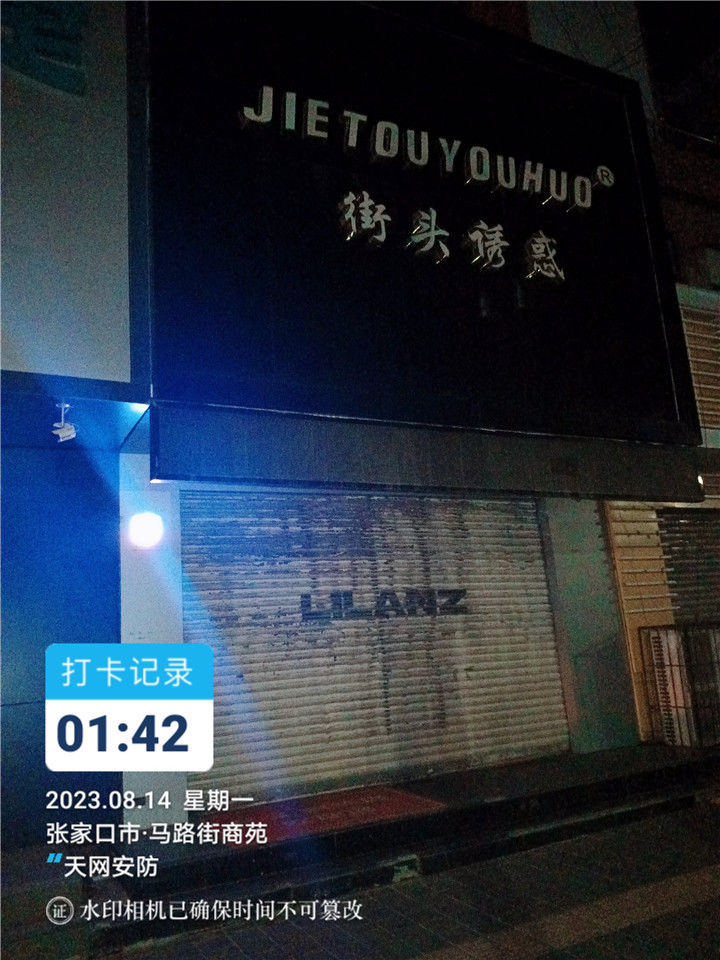 JIETOUYOUHUO®
街头诱惑
LILANZ
打卡记录
01:42
2023.08.14 星期一
张家口市·马路街商苑
天网安防
证 水印相机已确保时间不可篡改